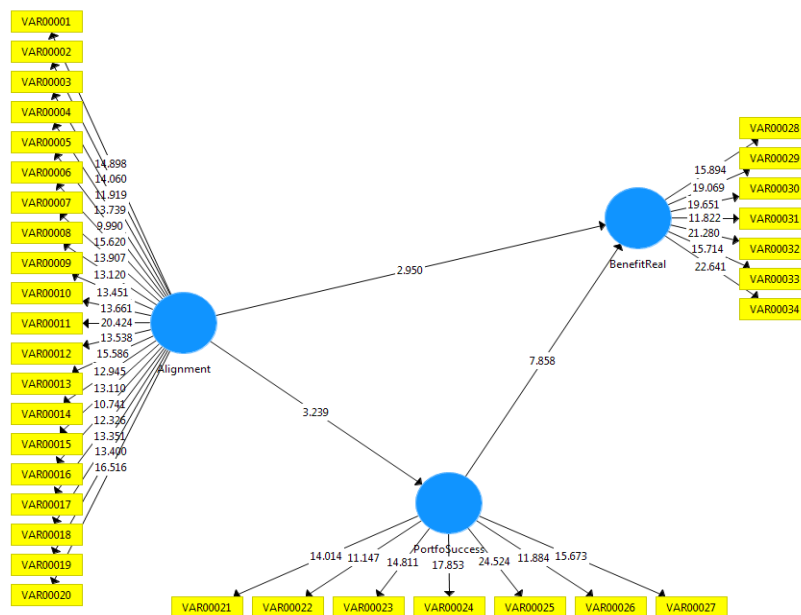 VAR00001
VAR00002
VAR00003
VAR00004
VAR00005
VAR00006
VAR00007
VAR00008
VAR00009
VAR00010
VAR00011
VAR00012
VAR00013
VAR00014
VAR00015
VAR00016
VAR00017
VAR00018
VAR00019
VAR00020
14.898
14.060
11.919
13.739
9.990
15.620
13.907
13.120
13.451
13.661
20.424
13.538
15.586
12.945
13.110
10.741
12.326
13.351
13.400
16.516
Alignment
2.950
3.239
7.858
BenefitReal
15.894
19.069
19.651
11.822
21.280
15.714
22.641
VAR00028
VAR00029
VAR00030
VAR00031
VAR00032
VAR00033
VAR00034
PortfoSuccess
14.014
11.147
14.811
17.853
24.524
11.884
15.673
VAR00021
VAR00022
VAR00023
VAR00024
VAR00025
VAR00026
VAR00027